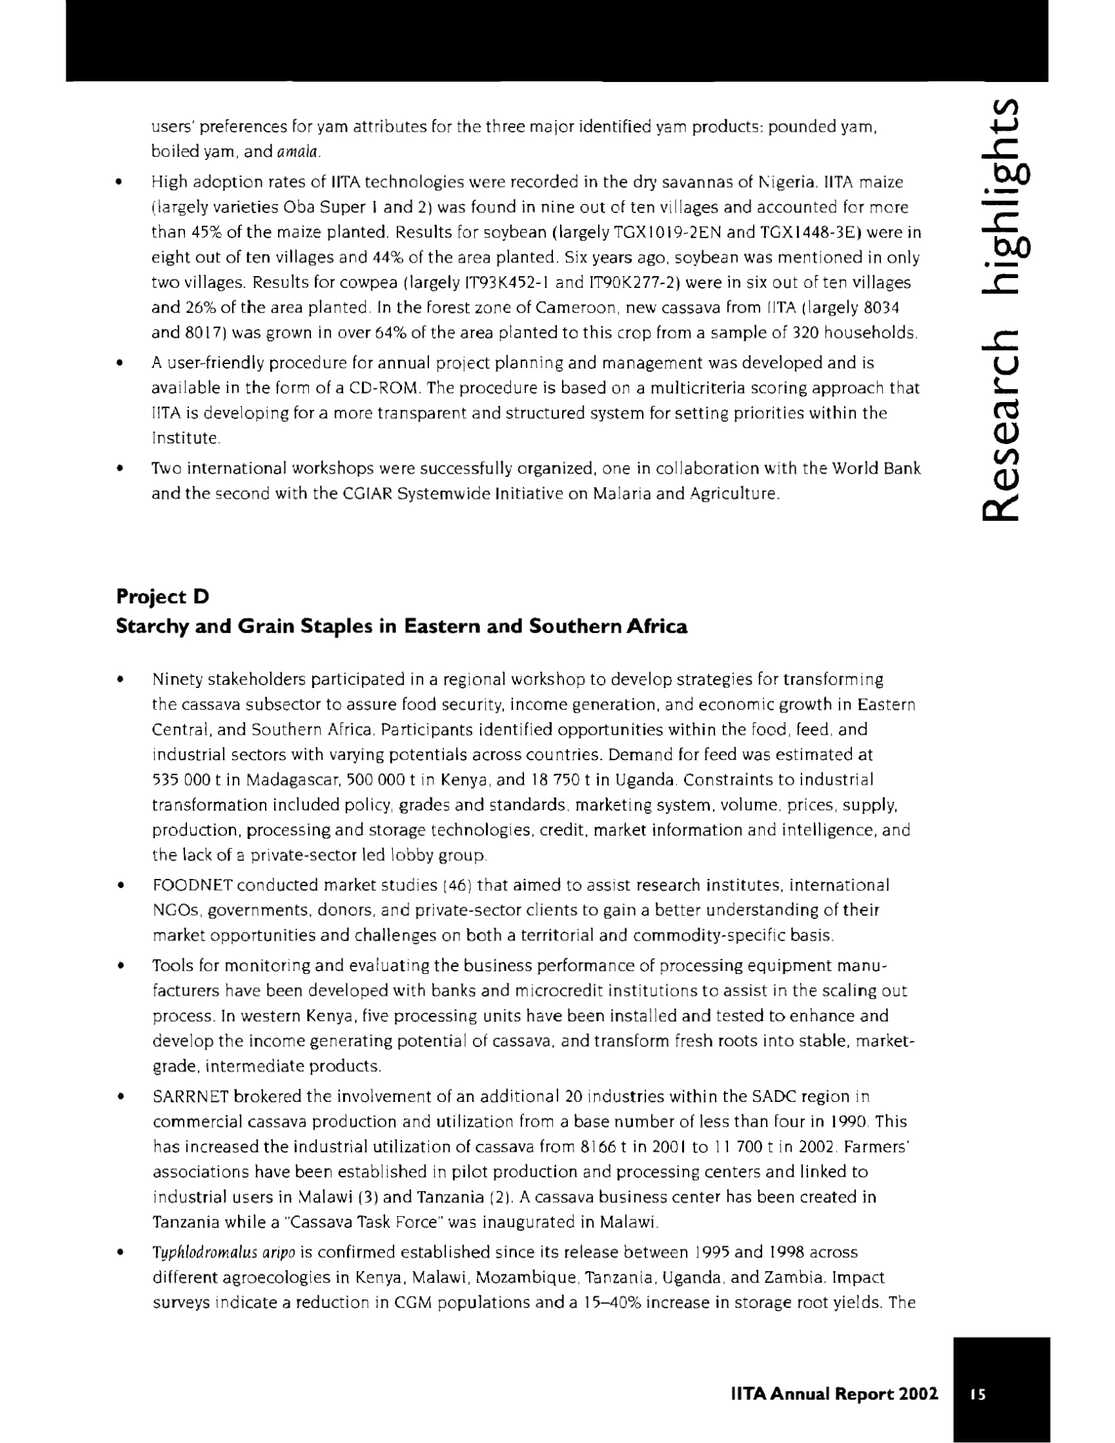 users' preferences for yam attributes for the three major identified yam products: pounded yam,
boiled yam, and amala.
• High adoption rates of IITA technologies were recorded in the dry savannas of Nigeria. IITA maize
(largely varieties Oba Super 1 and 2) was found in nine out of ten villages and accounted for more
than 45% of the maize planted. Results for soybean (largely TGX1019-2EN and TGX1448-3E) were in
eight out of ten villages and 44% of the area planted. Six years ago, soybean was mentioned in only
two villages. Results for cowpea (largely IT93K452-1 and IT90K277-2) were in six out of ten villages
and 26% of the area planted. In the forest zone of Cameroon, new cassava from IITA (largely 8034
and 8017) was grown in over 64% of the area planted to this crop from a sample of 320 households.
• A user-friendly procedure for annual project planning and management was developed and is
available in the form of a CD-ROM. The procedure is based on a multicriteria scoring approach that
IITA is developing for a more transparent and structured system for setting priorities within the
Institute.
• Two international workshops were successfully organized, one in collaboration with the World Bank
and the second with the CGIAR Systemwide Initiative on Malaria and Agriculture.
Research highlights
Project D
Starchy and Grain Staples in Eastern and Southern Africa
• Ninety stakeholders participated in a regional workshop to develop strategies for transforming
the cassava subsector to assure food security, income generation, and economic growth in Eastern
Central, and Southern Africa. Participants identified opportunities within the food, feed, and
industrial sectors with varying potentials across countries. Demand for feed was estimated at
535 000 t in Madagascar, 500 000 t in Kenya, and 18 750 t in Uganda. Constraints to industrial
transformation included policy, grades and standards, marketing system, volume, prices, supply,
production, processing and storage technologies, credit, market information and intelligence, and
the lack of a private-sector led lobby group.
• FOODNET conducted market studies (46) that aimed to assist research institutes, international
NGOs, governments, donors, and private-sector clients to gain a better understanding of their
market opportunities and challenges on both a territorial and commodity-specific basis.
• Tools for monitoring and evaluating the business performance of processing equipment manu-
facturers have been developed with banks and microcredit institutions to assist in the scaling out
process. In western Kenya, five processing units have been installed and tested to enhance and
develop the income generating potential of cassava, and transform fresh roots into stable, market-
grade, intermediate products.
• SARRNET brokered the involvement of an additional 20 industries within the SADC region in
commercial cassava production and utilization from a base number of less than four in 1990. This
has increased the industrial utilization of cassava from 8166 t in 2001 to 11 700 t in 2002. Farmers'
associations have been established in pilot production and processing centers and linked to
industrial users in Malawi (3) and Tanzania (2). A cassava business center has been created in
Tanzania while a "Cassava Task Force" was inaugurated in Malawi.
• Typhlodromalus aripo is confirmed established since its release between 1995 and 1998 across
different agroecologies in Kenya, Malawi, Mozambique, Tanzania, Uganda, and Zambia. Impact
surveys indicate a reduction in CGM populations and a 15–40% increase in storage root yields. The
IITA Annual Report 2002 15